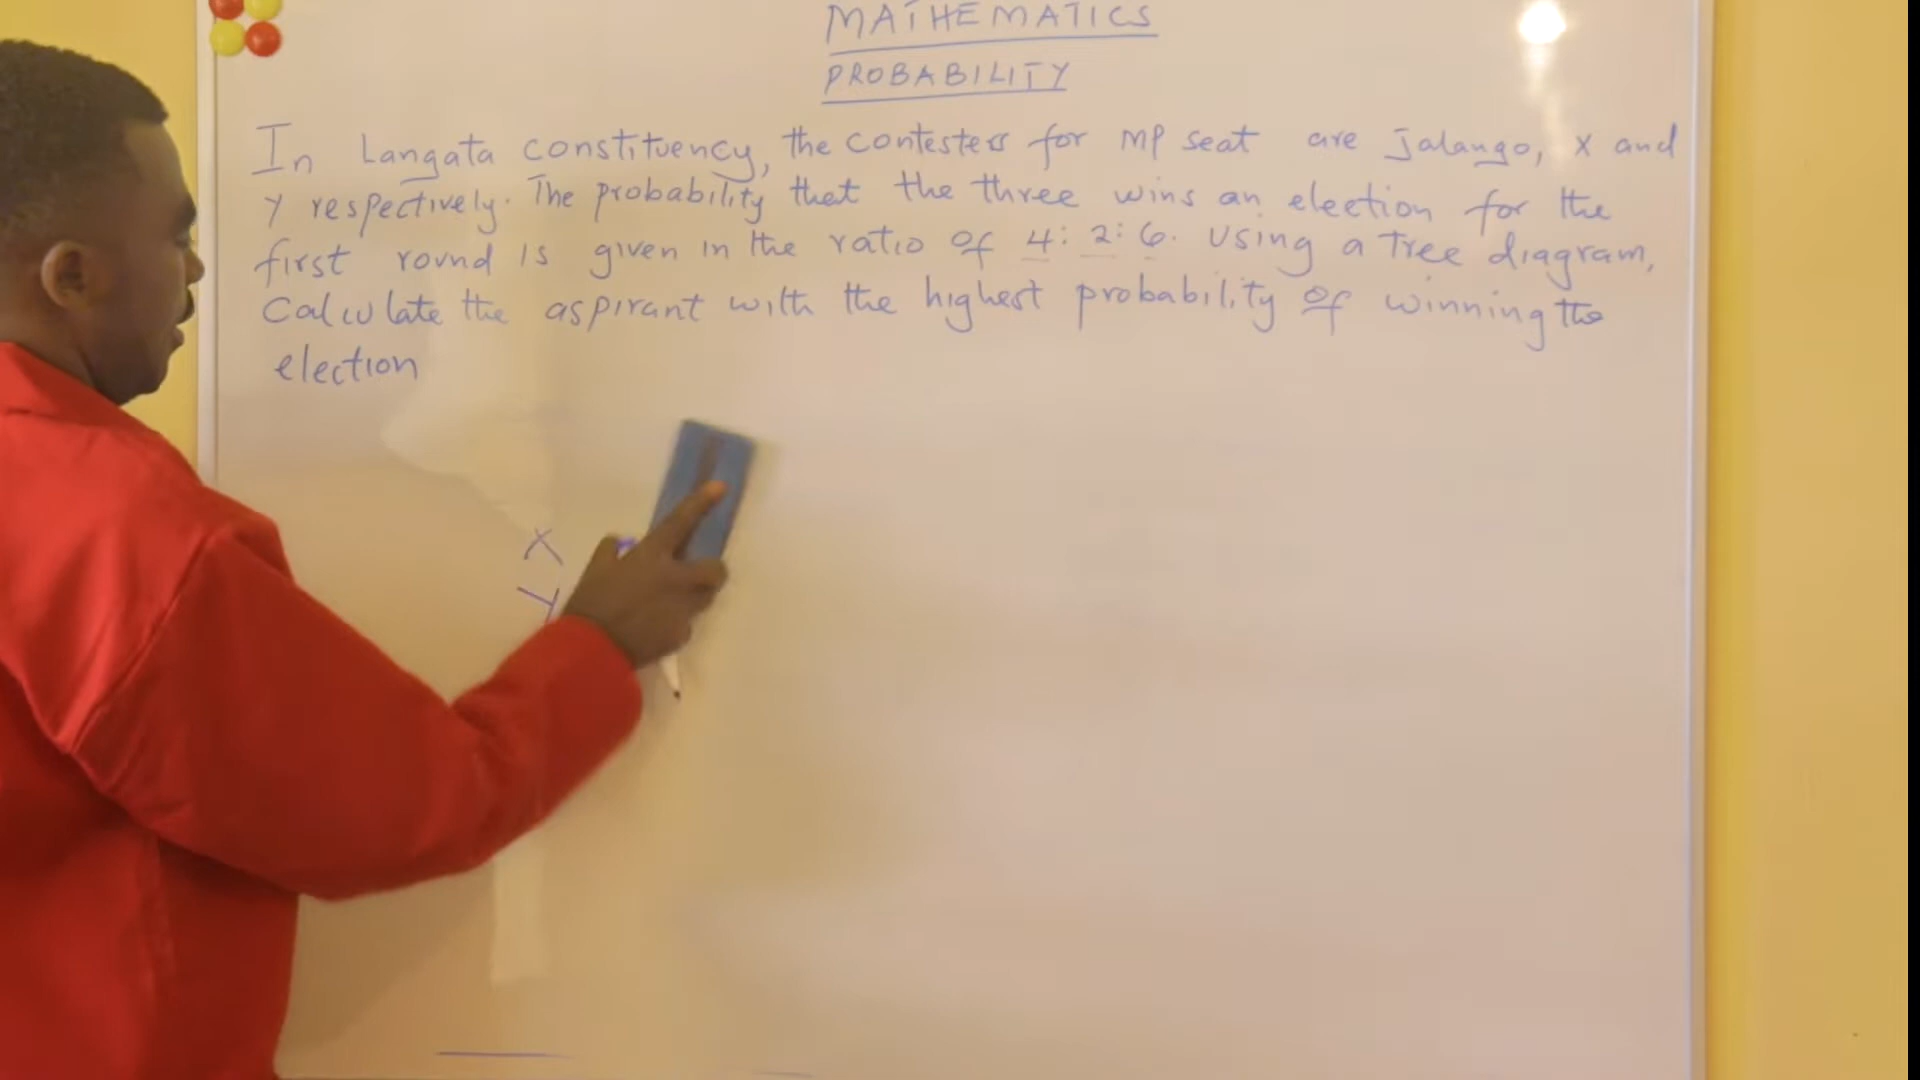 MATHEMATICS
PROBABILITY
In Langata constituency, the contesters for MP seat are Jalango, X and
Y respectively. The probability that the three wins an election for the
first round is given in the ratio of 4:2:6. Using a Tree diagram,
Calculate the aspirant with the highest probability of winning the
election
X
Y